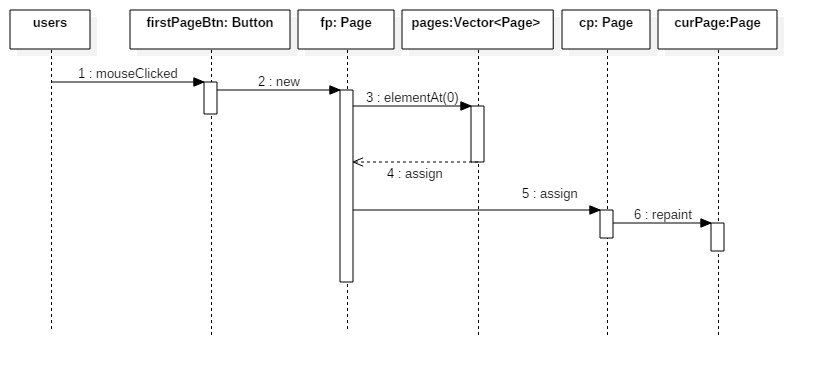 users
firstPageBtn: Button
fp: Page
pages:Vector<Page>
cp: Page
curPage:Page
1 : mouseClicked
2 : new
3 : elementAt(0)
4 : assign
5 : assign
6 : repaint